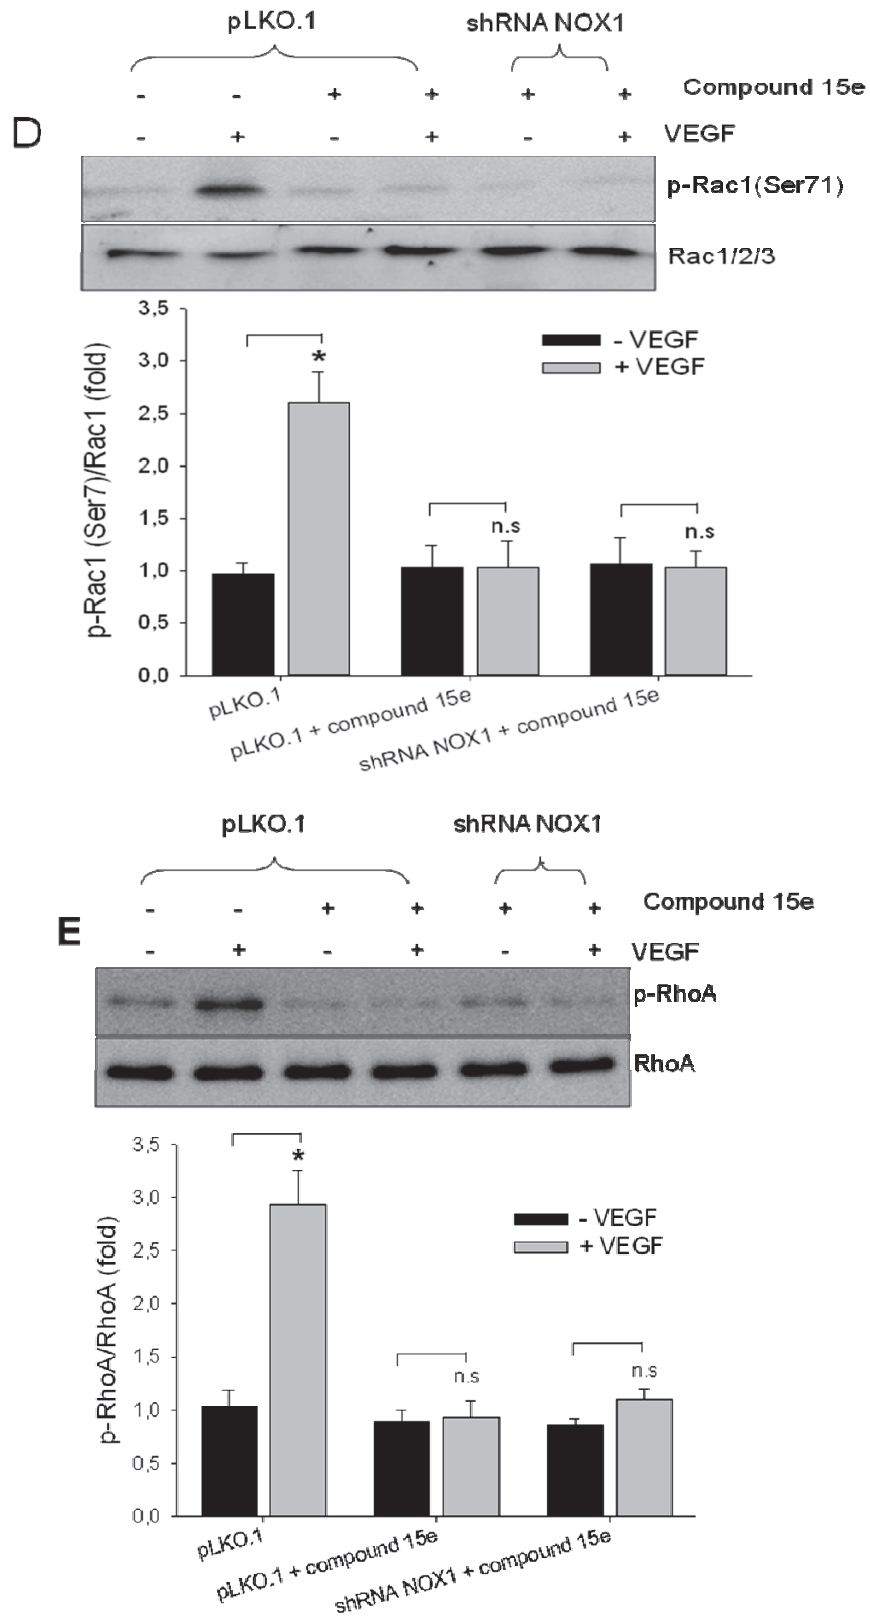 pLKO.1 shRNA NOX1
- - + + + + Compound 15e
D
- + - + - + VEGF
p-Rac1(Ser71)
Rac1/2/3
p-Rac1 (Ser7)/Rac1 (fold)
3,5
3,0
2,5
2,0
1,5
1,0
0,5
0,0
- VEGF
+ VEGF
*
n.s
n.s
pLKO.1
pLKO.1 + compound 15e
shRNA NOX1 + compound 15e
pLKO.1 shRNA NOX1
- - + + + + Compound 15e
E
- + - + - + VEGF
p-RhoA
RhoA
p-RhoA/RhoA (fold)
3,5
3,0
2,5
2,0
1,5
1,0
0,5
0,0
*
- VEGF
+ VEGF
n.s
n.s
pLKO.1
pLKO.1 + compound 15e
shRNA NOX1 + compound 15e